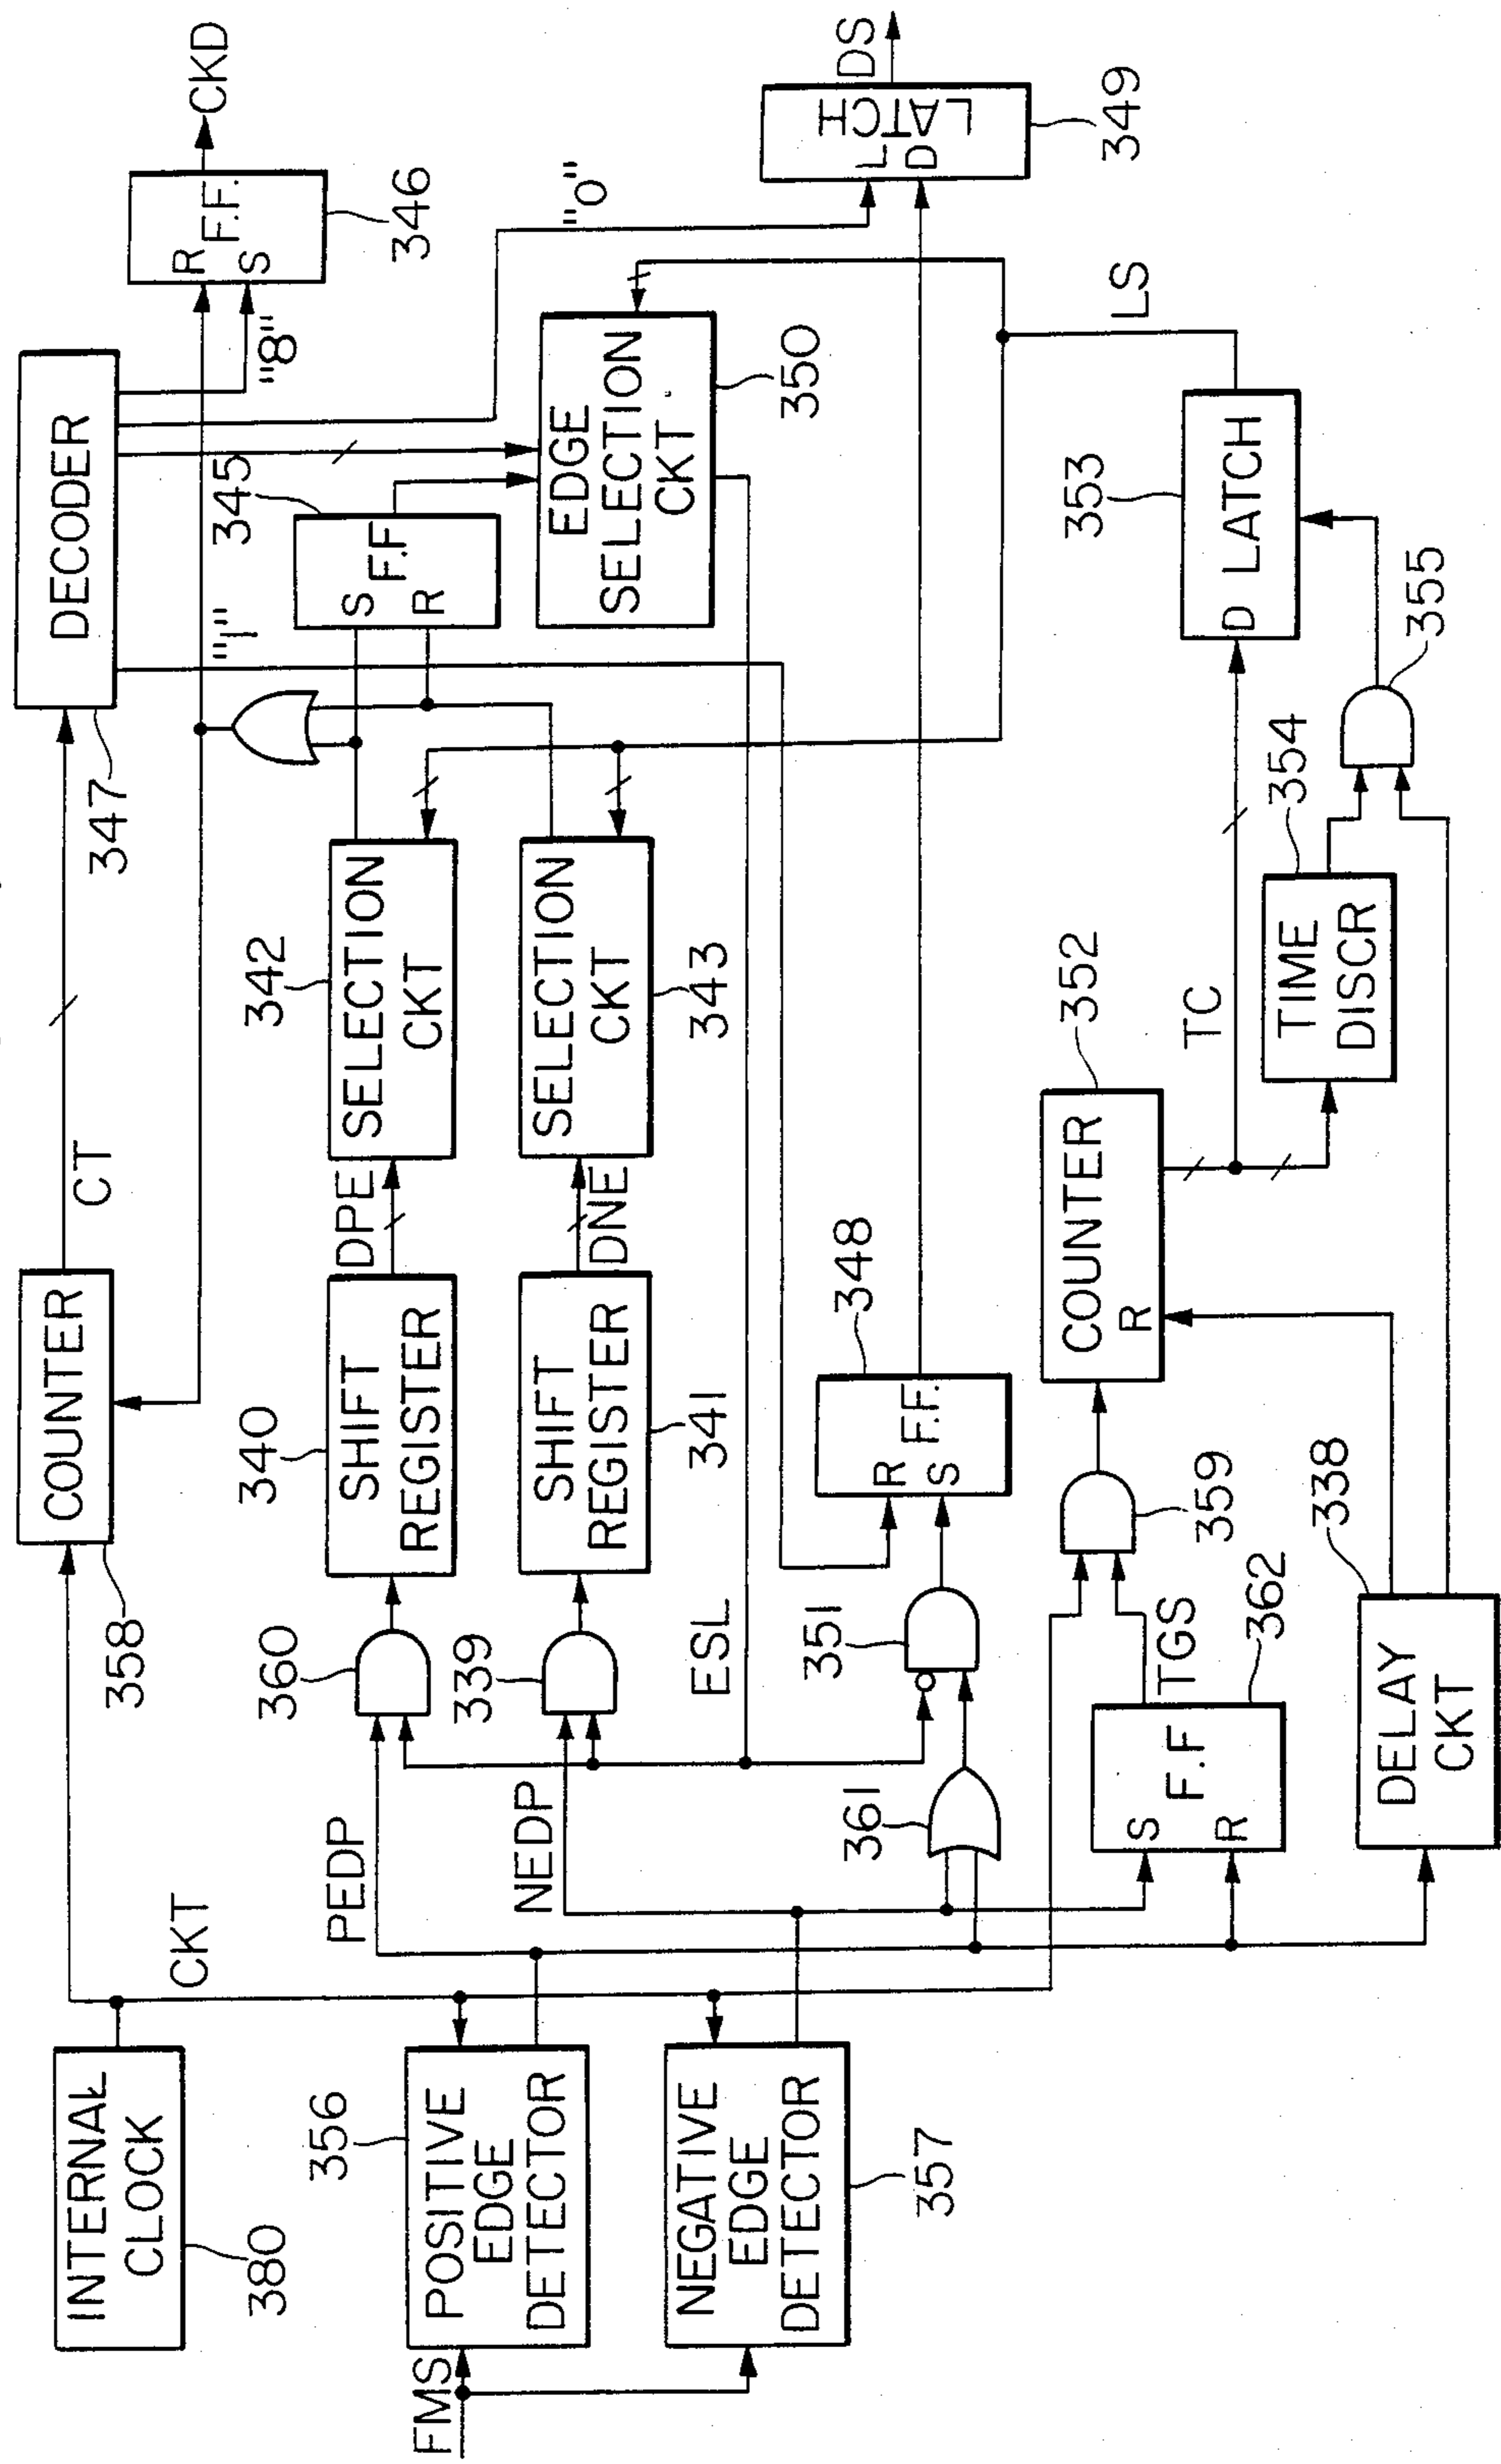 INTERNAL
CLOCK
380
CKT
COUNTER
358
CT
DECODER
347
"8"
R
F.F.
S
346
CKD
"1"
"0"
FMS
POSITIVE
EDGE
DETECTOR
356
NEGATIVE
EDGE
DETECTOR
357
PEDP
NEDP
360
339
ESL
SHIFT
REGISTER
340
SHIFT
REGISTER
341
DPE
DNE
SELECTION
CKT
342
SELECTION
CKT
343
S
F.F
R
345
EDGE
SELECTION
CKT
350
361
351
R
F.F.
S
348
L
D
LATCH
349
DS
S
F.F
R
362
TGS
359
COUNTER
R
352
TC
D LATCH
353
LS
DELAY
CKT
338
TIME
DISCR
354
355